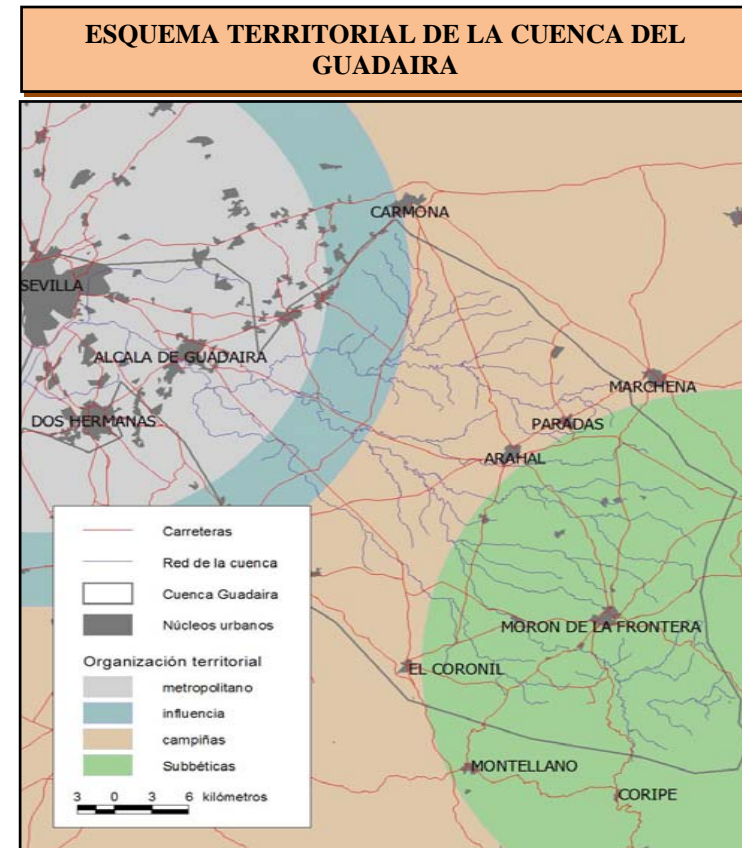 ESQUEMA TERRITORIAL DE LA CUENCA DEL
GUADAIRA
CARMONA
SEVILLA
ALCALA DE GUADAIRA
MARCHENA
DOS HERMANAS
PARADAS
ARAHAL
MORON DE LA FRONTERA
EL CORONIL
MONTELLANO
CORIPE
Carreteras
Red de la cuenca
Cuenca Guadaira
Núcleos urbanos
Organización territorial
metropolitano
influencia
campiñas
Subbéticas
3 0 3 6 kilómetros